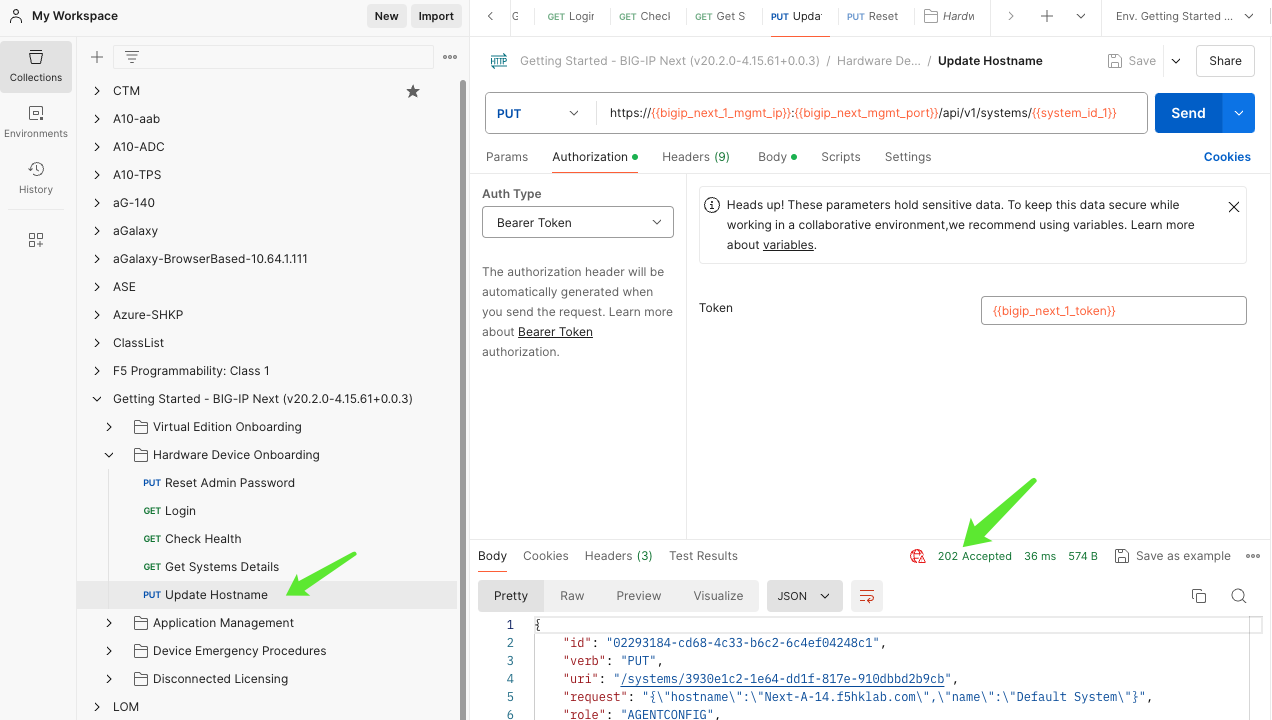 My Workspace
New
Import
Collections
Environments
History
CTM
A10-aab
A10-ADC
A10-TPS
aG-140
aGalaxy
aGalaxy-BrowserBased-10.64.1.111
ASE
Azure-SHKP
ClassList
F5 Programmability: Class 1
Getting Started - BIG-IP Next (v20.2.0-4.15.61+0.0.3)
Virtual Edition Onboarding
Hardware Device Onboarding
PUT Reset Admin Password
GET Login
GET Check Health
GET Get Systems Details
PUT Update Hostname
Application Management
Device Emergency Procedures
Disconnected Licensing
LOM
GET Login
GET Check
GET Get S
PUT Upda
PUT Reset
Hardw
Env. Getting Started ...
HTTP
Getting Started - BIG-IP Next (v20.2.0-4.15.61+0.0.3) / Hardware De... / Update Hostname
Save
Share
PUT
https://{{bigip_next_1_mgmt_ip}}:{{bigip_next_mgmt_port}}/api/v1/systems/{{system_id_1}}
Send
Params
Authorization
Headers (9)
Body
Scripts
Settings
Cookies
Auth Type
Bearer Token
The authorization header will be
automatically generated when
you send the request. Learn more
about Bearer Token
authorization.
Heads up! These parameters hold sensitive data. To keep this data secure while
working in a collaborative environment,we recommend using variables. Learn more
about variables.
Token
{{bigip_next_1_token}}
Body
Cookies
Headers (3)
Test Results
202 Accepted
36 ms
574 B
Save as example
Pretty
Raw
Preview
Visualize
JSON
1 {
2 "id": "02293184-cd68-4c33-b6c2-6c4ef04248c1",
3 "verb": "PUT",
4 "uri": "/systems/3930e1c2-1e64-dd1f-817e-910dbbd2b9cb",
5 "request": "{\"hostname\":\"Next-A-14.f5hklab.com\",\"name\":\"Default System\"}",
6 "role": "AGENTCONFIG",